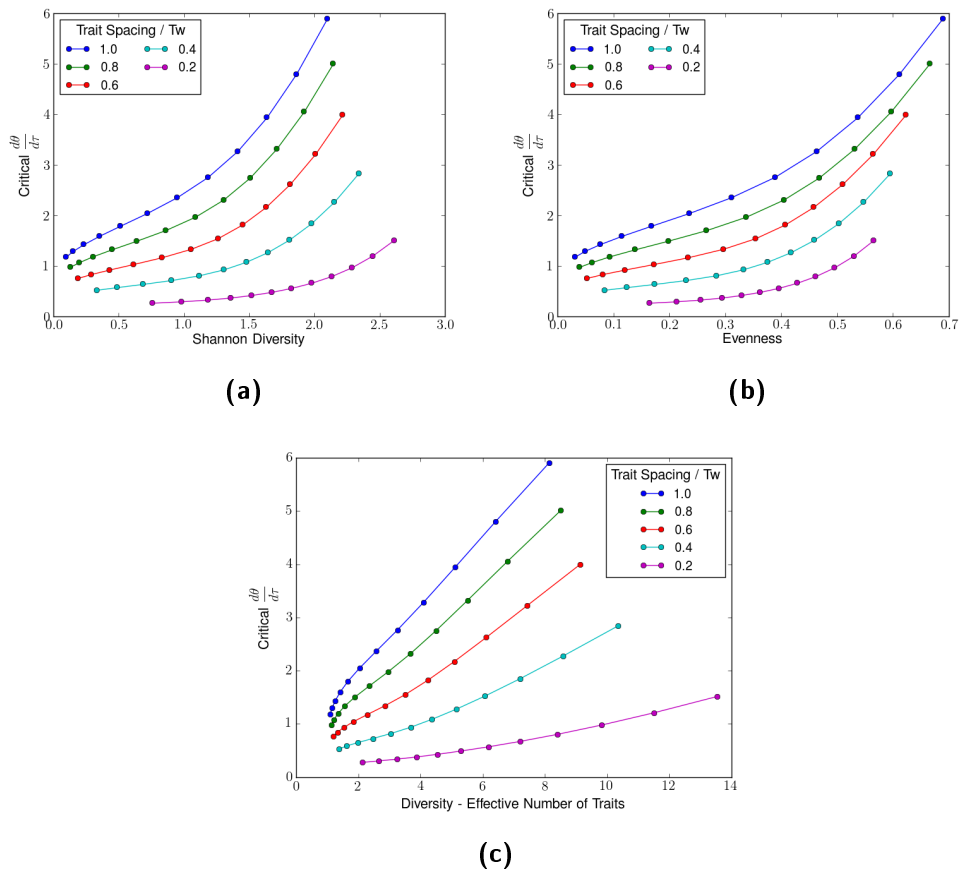 6
5
4
3
2
1
0
Critical dθ/dτ
Trait Spacing / Tw
1.0
0.8
0.6
0.4
0.2
0.0 0.5 1.0 1.5 2.0 2.5 3.0
Shannon Diversity
(a)
6
5
4
3
2
1
0
Critical dθ/dτ
Trait Spacing / Tw
1.0
0.8
0.6
0.4
0.2
0.0 0.1 0.2 0.3 0.4 0.5 0.6 0.7
Evenness
(b)
6
5
4
3
2
1
0
Critical dθ/dτ
Trait Spacing / Tw
1.0
0.8
0.6
0.4
0.2
0 2 4 6 8 10 12 14
Diversity - Effective Number of Traits
(c)